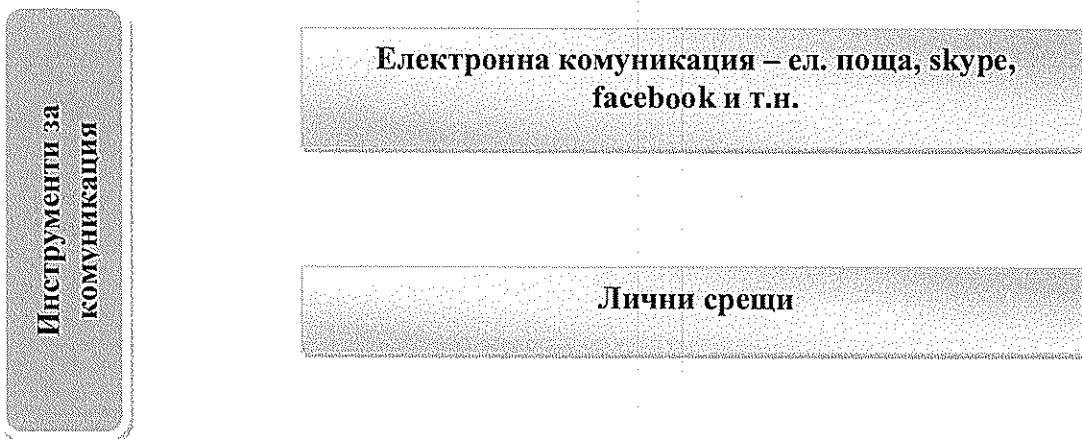 Инструменти за
комуникация
Електронна комуникация – ел. поща, skype,
facebook и т.н.
Лични срещи